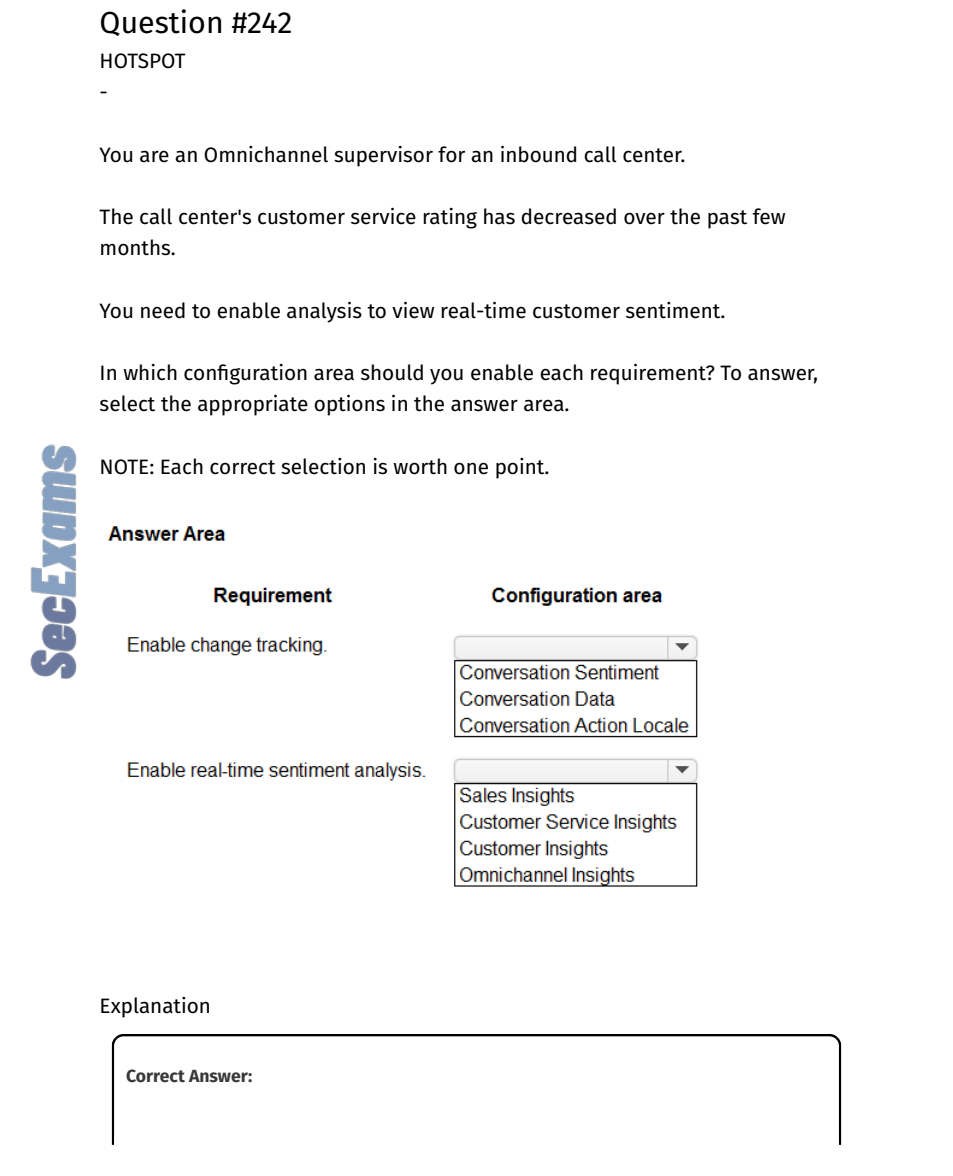 Question #242
HOTSPOT
-
You are an Omnichannel supervisor for an inbound call center.
The call center's customer service rating has decreased over the past few
months.
You need to enable analysis to view real-time customer sentiment.
In which configuration area should you enable each requirement? To answer,
select the appropriate options in the answer area.
NOTE: Each correct selection is worth one point.
SecExams
Answer Area
Requirement Configuration area
Enable change tracking.
Conversation Sentiment
Conversation Data
Conversation Action Locale
Enable real-time sentiment analysis.
Sales Insights
Customer Service Insights
Customer Insights
Omnichannel Insights
Explanation
Correct Answer: